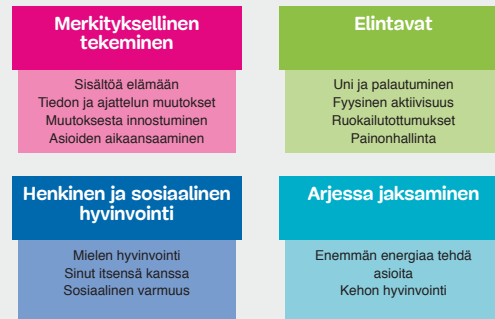 Merkityksellinen
tekeminen
Sisältöä elämään
Tiedon ja ajattelun muutokset
Muutoksesta innostuminen
Asioiden aikaansaaminen
Elintavat
Uni ja palautuminen
Fyysinen aktiivisuus
Ruokailutottumukset
Painonhallinta
Henkinen ja sosiaalinen
hyvinvointi
Mielen hyvinvointi
Sinut itsensä kanssa
Sosiaalinen varmuus
Arjessa jaksaminen
Enemmän energiaa tehdä
asioita
Kehon hyvinvointi